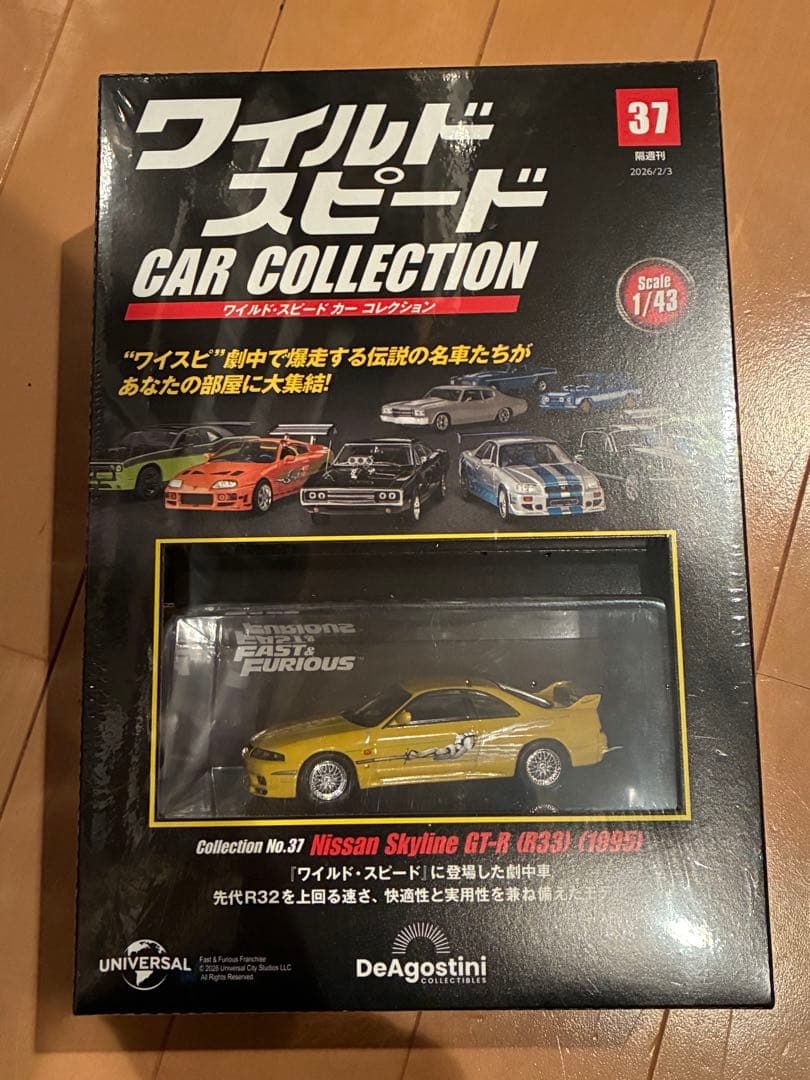 ワイルド
スピード
CAR COLLECTION
ワイルド・スピード カー コレクション
37
隔週刊
2026/2/3
Scale
1/43
“ワイスピ”劇中で爆走する伝説の名車たちが
あなたの部屋に大集結!
FAST&
FURIOUS
Collection No.37 Nissan Skyline GT-R (R33) (1995)
『ワイルド・スピード』に登場した劇中車
先代R32を上回る速さ、快適性と実用性を兼ね備えたモデ
UNIVERSAL
Fast & Furious Franchise
© 2026 Universal City Studios LLC
All Rights Reserved.
DeAgostini
COLLECTIBLES